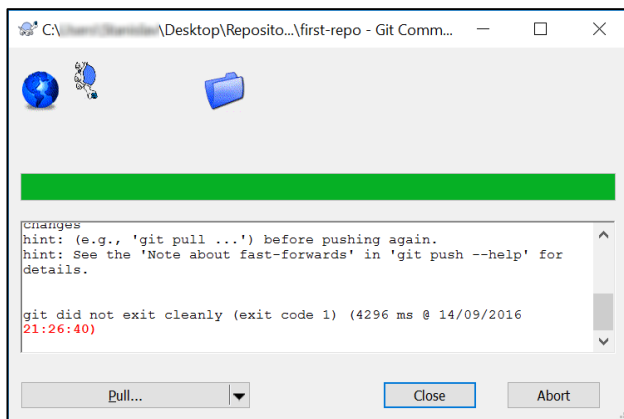 C:\ \Desktop\Reposito...\first-repo - Git Comm...
changes
hint: (e.g., 'git pull ...') before pushing again.
hint: See the 'Note about fast-forwards' in 'git push --help' for
details.
git did not exit cleanly (exit code 1) (4296 ms @ 14/09/2016
21:26:40)
Pull...
Close
Abort